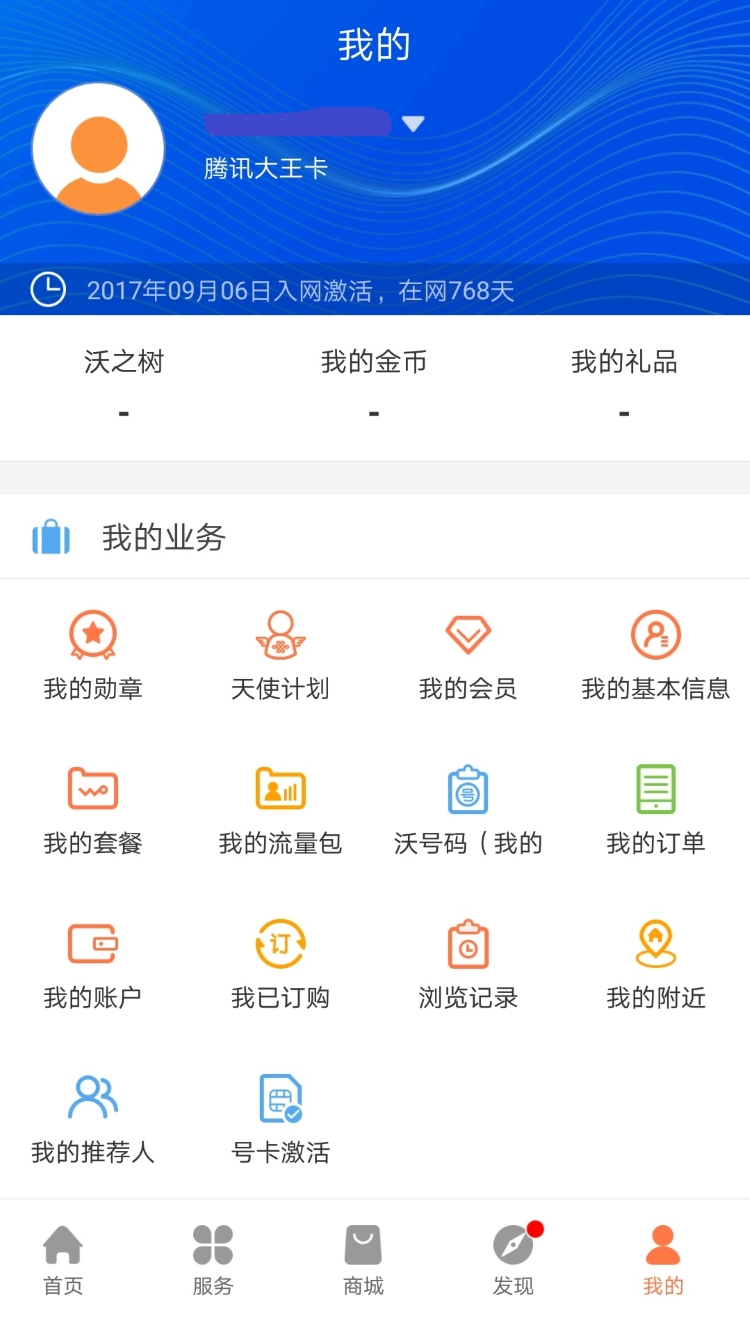 我的
腾讯大王卡
2017年09月06日入网激活，在网768天
沃之树 我的金币 我的礼品
- - -
我的业务
我的勋章 天使计划 我的会员 我的基本信息
我的套餐 我的流量包 沃号码（我的 我的订单
号
订
我的账户 我已订购 浏览记录 我的附近
我的推荐人 号卡激活
首页 服务 商城 发现 我的